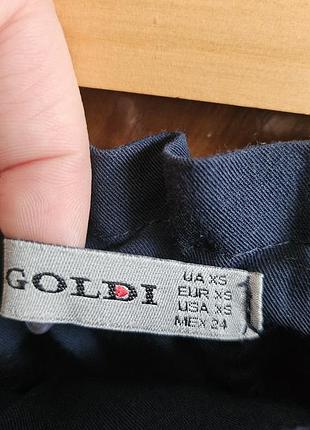 GOLDI
UA XS
EUR XS
USA XS
MEX 24